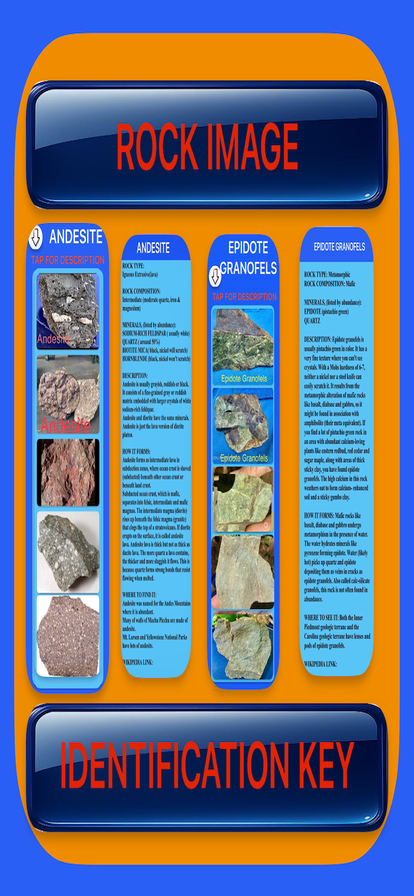 ROCK IMAGE
ANDESITE
TAP FOR DESCRIPTION
Andesite
Andesite
ANDESITE
ROCK TYPE:
Igneous Extrusive(lava)
ROCK COMPOSITION:
Intermediate (moderate quartz, iron &
magnesium)
MINERALS, (listed by abundance):
SODIUM-RICH FELDSPAR ( usually white)
QUARTZ ( around 50%)
BIOTITE MICA( black, nickel will scratch)
HORNBLENDE (black, nickel won't scratch)
DESCRIPTION:
Andesite is usually grayish, reddish or black.
It consists of a fine-grained gray or reddish
matrix embedded with larger crystals of white
sodium-rich feldspar.
Andesite and diorite have the same minerals.
Andesite is just the lava version of diorite
pluton.
HOW IT FORMS:
Andesite forms as intermediate lava in
subduction zones, where ocean crust is shoved
(subducted) beneath other ocean crust or
beneath land crust.
Subducted ocean crust, which is mafic,
separates into felsic, intermediate and mafic
magmas. The intermediate magmas (diorite)
rises up beneath the felsic magma (granite)
that clogs the top of a stratovolcano. If diorite
erupts on the surface, it is called andesite
lava. Andesite lava is thick but not as thick as
dacite lava. The more quartz a lava contains,
the thicker and more sluggish it flows. This is
because quartz forms strong bonds that resist
flowing when melted.
WHERE TO FIND IT:
Andesite was named for the Andes Mountains
where it is abundant.
Many of walls of Machu Picchu are made of
andesite.
Mt. Larsen and Yellowstone National Parks
have lots of andesite.
WIKIPEDIA LINK:
EPIDOTE
GRANOFELS
TAP FOR DESCRIPTION
Epidote Granofels
Epidote Granofels
EPIDOTE GRANOFELS
ROCK TYPE: Metamorphic
ROCK COMPOSITION: Mafic
MINERALS, (listed by abundance):
EPIDOTE (pistachio green)
QUARTZ
DESCRIPTION: Epidote granofels is
usually pistachio green in color. It has a
very fine texture where you can't see
crystals. With a Mohs hardness of 6-7,
neither a nickel nor a steel knife can
easily scratch it. It results from the
metamorphic alteration of mafic rocks
like basalt, diabase and gabbro, so it
might be found in association with
amphibolite (their meta equivalent). If
you find a lot of pistachio green rock in
an area with abundant calcium-loving
plants like eastern redbud, red cedar and
sugar maple, along with areas of thick
sticky clay, you have found epidote
granofels. The high calcium in this rock
weathers out to form calcium- enhanced
soil and a sticky gumbo clay.
HOW IT FORMS: Mafic rocks like
basalt, diabase and gabbro undergo
metamorphism in the presence of water.
The water hydrates minerals like
pyroxene forming epidote. Water (likely
hot) picks up quartz and epidote
depositing them as veins in cracks as
epidote granofels. Also called calc-silicate
granofels, this rock is not often found in
abundance.
WHERE TO SEE IT: Both the Inner
Piedmont geologic terrane and the
Carolina geologic terrane have lenses and
pods of epidote granofels.
WIKIPEDIA LINK:
IDENTIFICATION KEY